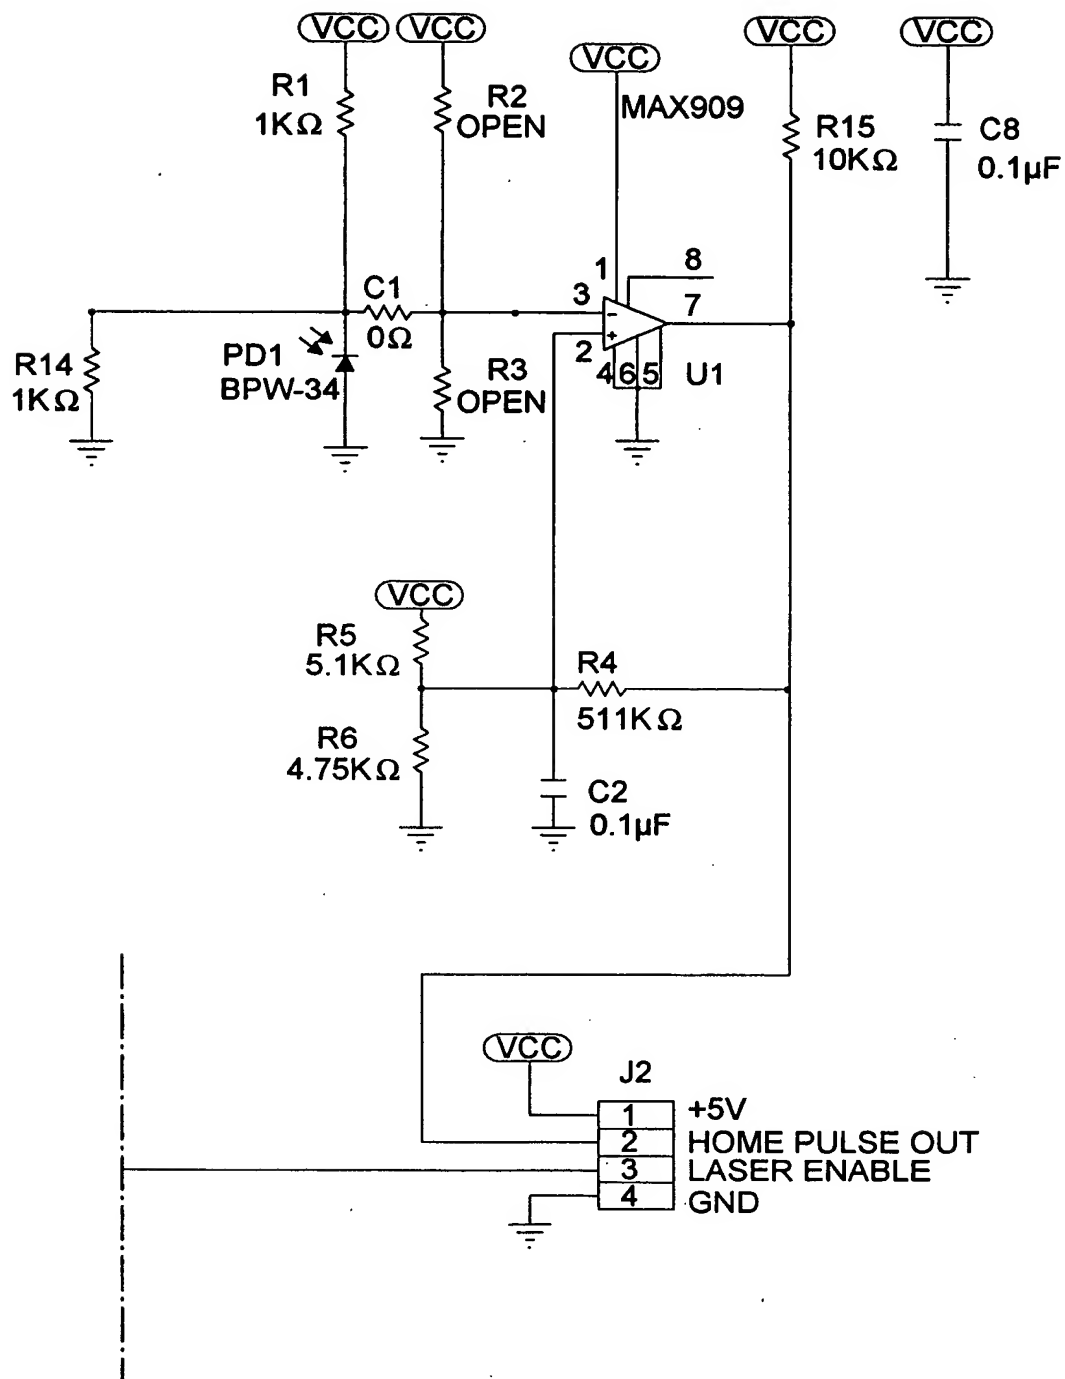 VCC
VCC
VCC
VCC
VCC
R1
1KΩ
R2
OPEN
MAX909
R15
10KΩ
C8
0.1µF
C1
0Ω
1
8
3
-
7
2
+
4 6 5
U1
R14
1KΩ
PD1
BPW-34
R3
OPEN
VCC
R5
5.1KΩ
R4
511KΩ
R6
4.75KΩ
C2
0.1µF
VCC
J2
1 +5V
2 HOME PULSE OUT
3 LASER ENABLE
4 GND